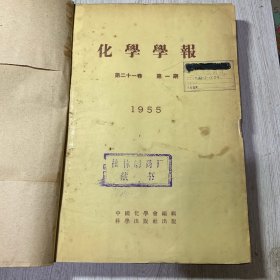 化學學報
第二十一卷 第一期
1955
中國化學會編輯
科學出版社出版